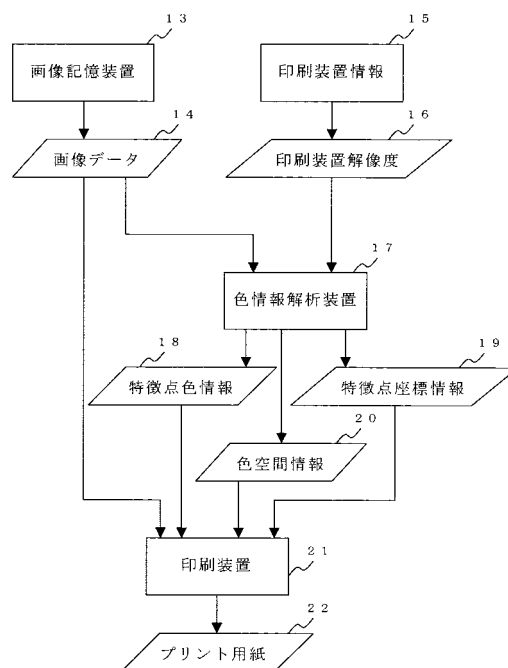 １３
画像記憶装置
１５
印刷装置情報
１４
画像データ
１６
印刷装置解像度
１７
色情報解析装置
１８
特徴点色情報
１９
特徴点座標情報
２０
色空間情報
印刷装置
２１
２２
プリント用紙